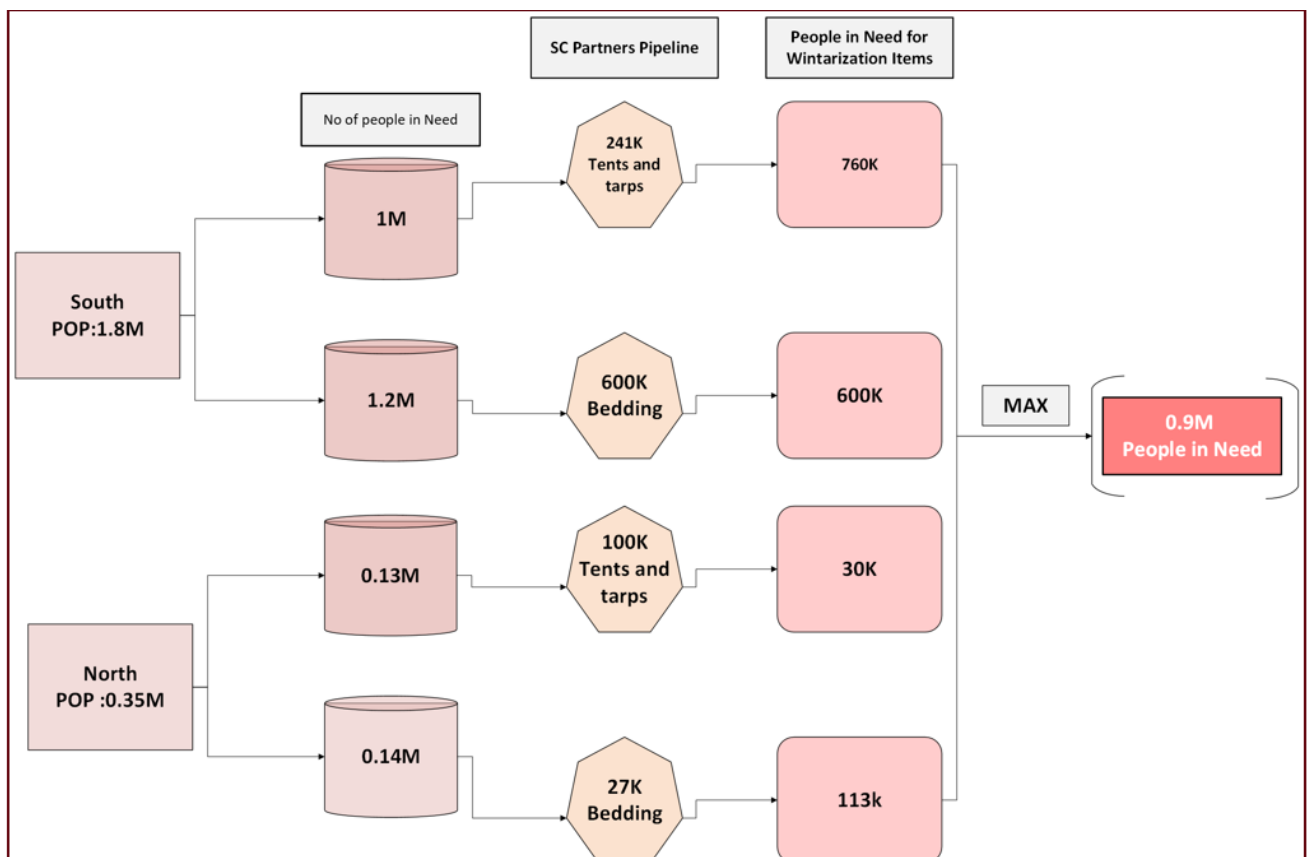 SC Partners Pipeline
People in Need for
Wintarization Items
No of people in Need
South
POP:1.8M
1M
241K
Tents and
tarps
760K
1.2M
600K
Bedding
600K
MAX
0.9M
People in Need
North
POP :0.35M
0.13M
100K
Tents and
tarps
30K
0.14M
27K
Bedding
113k